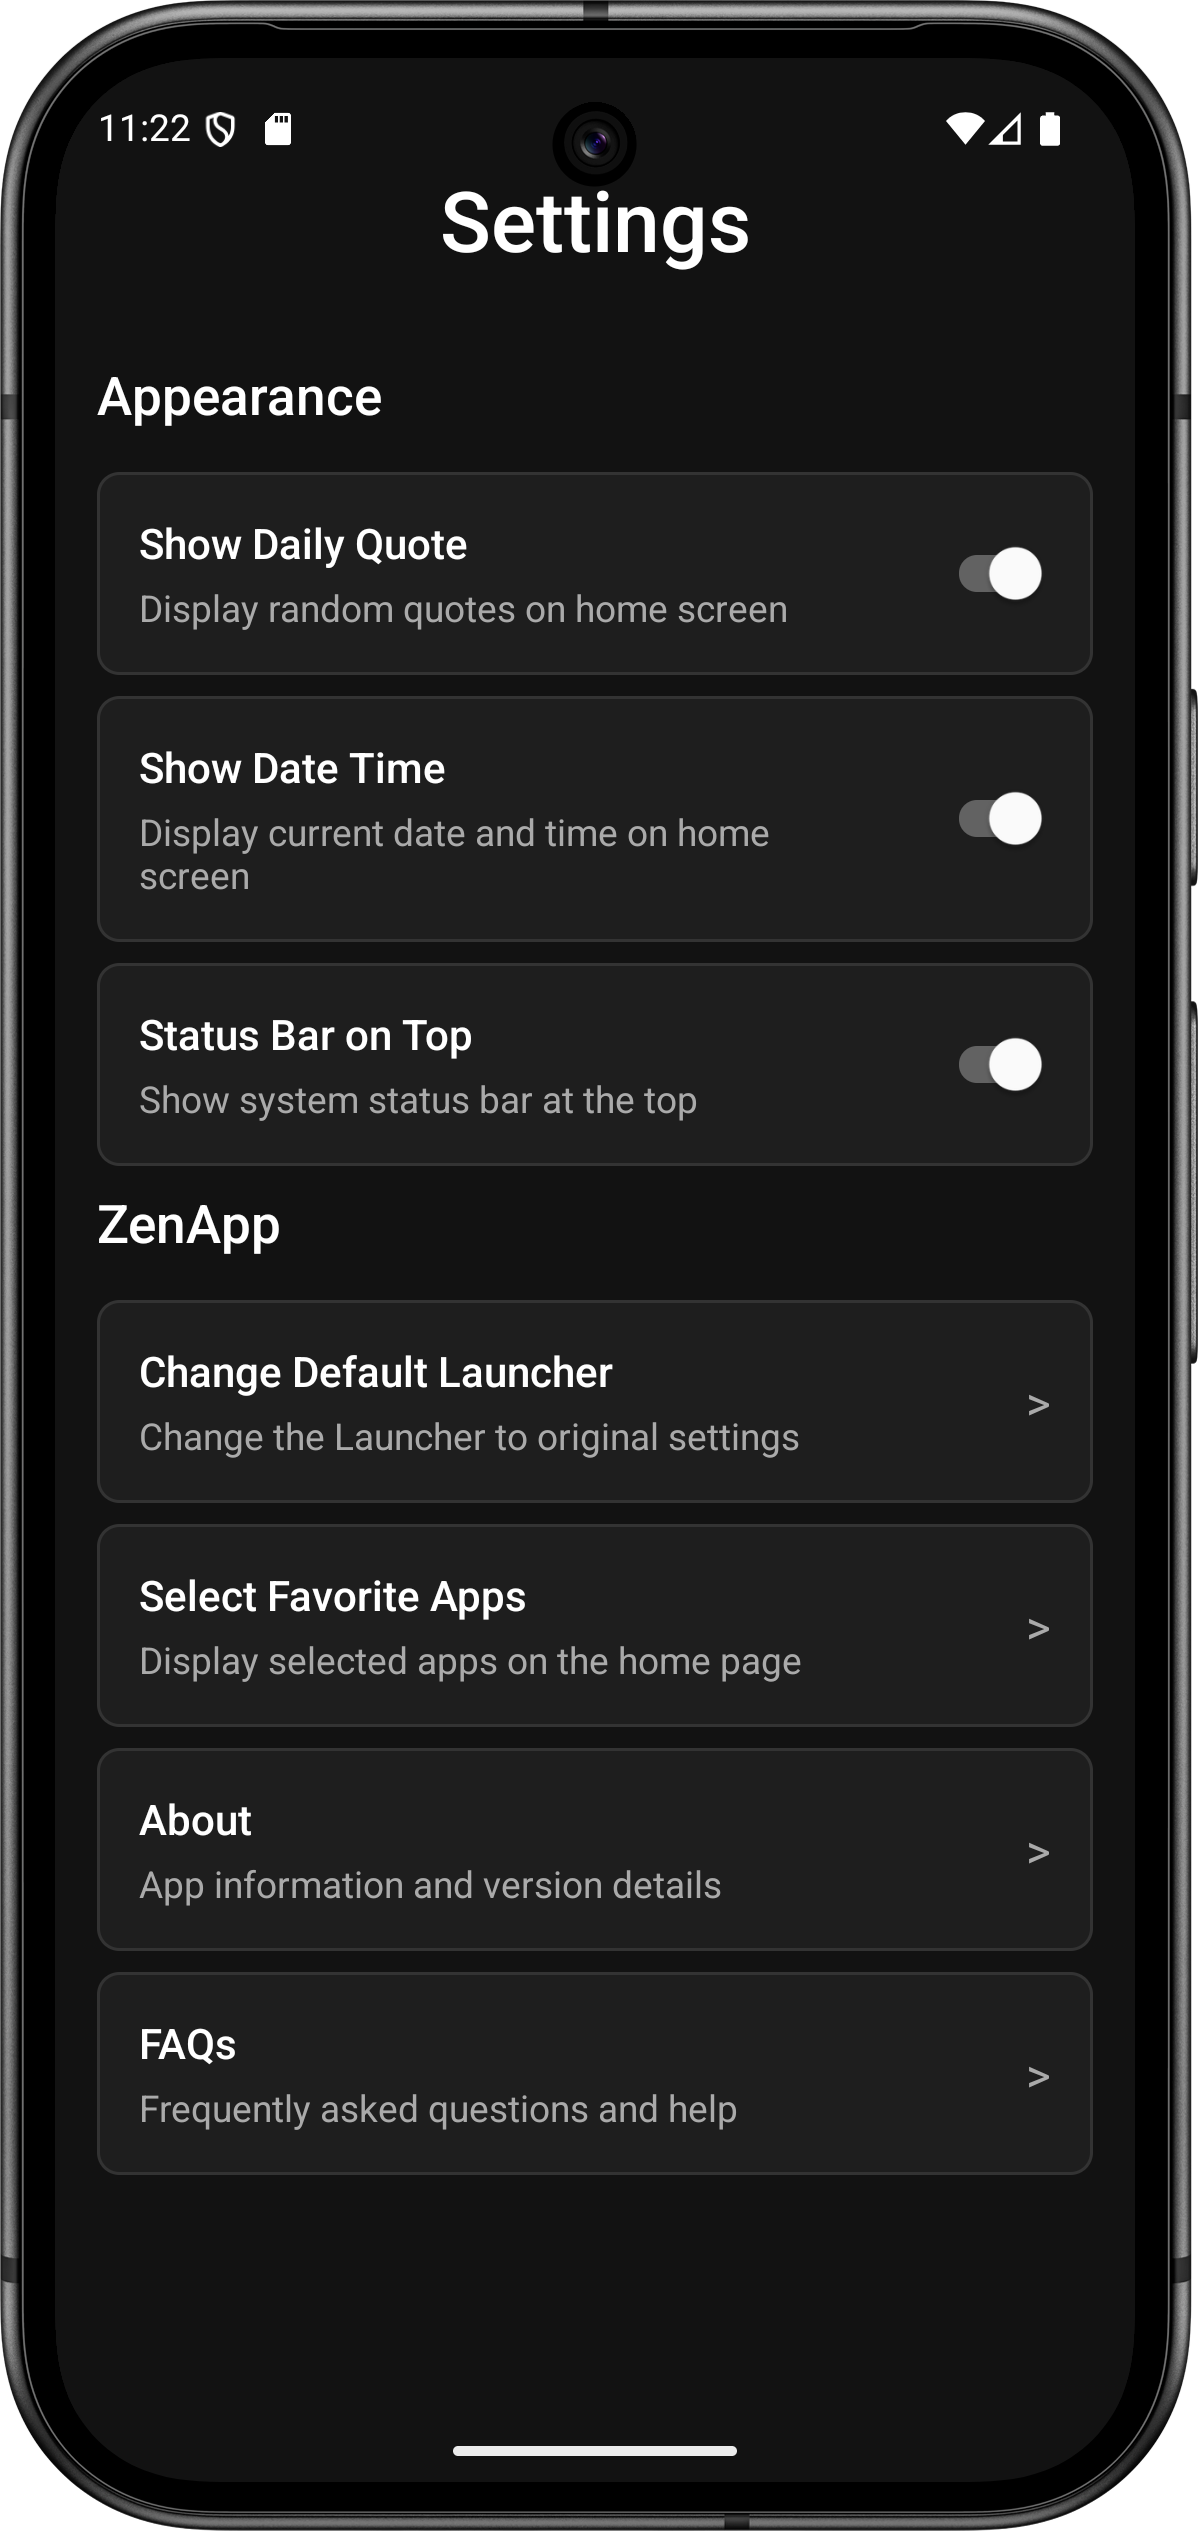 11:22
Settings
Appearance
Show Daily Quote
Display random quotes on home screen
Show Date Time
Display current date and time on home
screen
Status Bar on Top
Show system status bar at the top
ZenApp
Change Default Launcher
Change the Launcher to original settings
>
Select Favorite Apps
Display selected apps on the home page
>
About
App information and version details
>
FAQs
Frequently asked questions and help
>